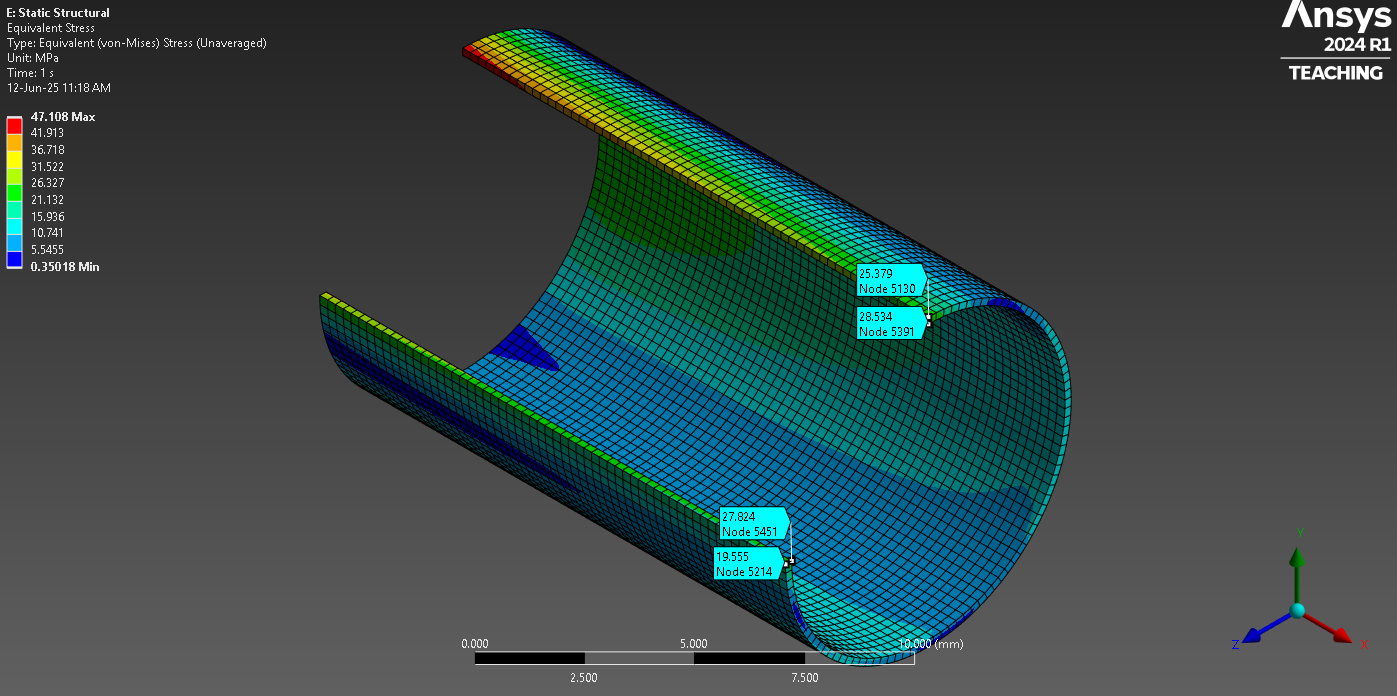 E: Static Structural
Equivalent Stress
Type: Equivalent (von-Mises) Stress (Unaveraged)
Unit: MPa
Time: 1 s
12-Jun-25 11:18 AM
47.108 Max
41.913
36.718
31.522
26.327
21.132
15.936
10.741
5.5455
0.35018 Min
Ansys
2024 R1
TEACHING
25.379
Node 5130
28.534
Node 5391
27.824
Node 5451
19.555
Node 5214
0.000
5.000
10.000 (mm)
2.500
7.500
Y
Z
X